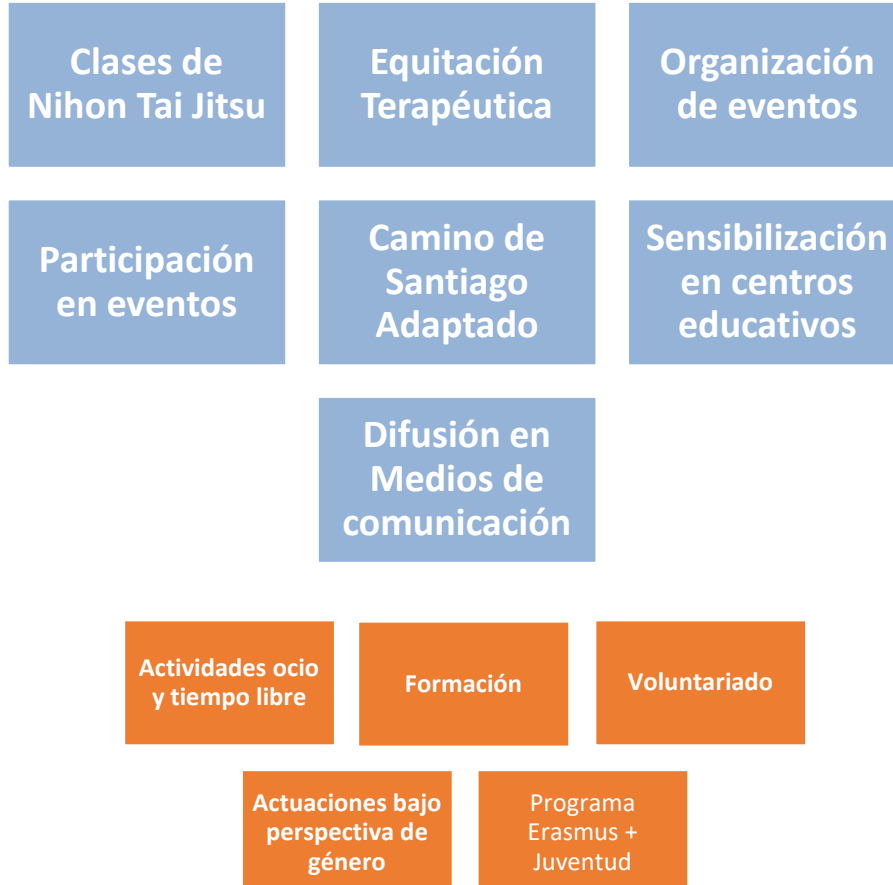 Clases de
Nihon Tai Jitsu
Equitación
Terapéutica
Organización
de eventos
Participación
en eventos
Camino de
Santiago
Adaptado
Sensibilización
en centros
educativos
Difusión en
Medios de
comunicación
Actividades ocio
y tiempo libre
Formación
Voluntariado
Actuaciones bajo
perspectiva de
género
Programa
Erasmus +
Juventud